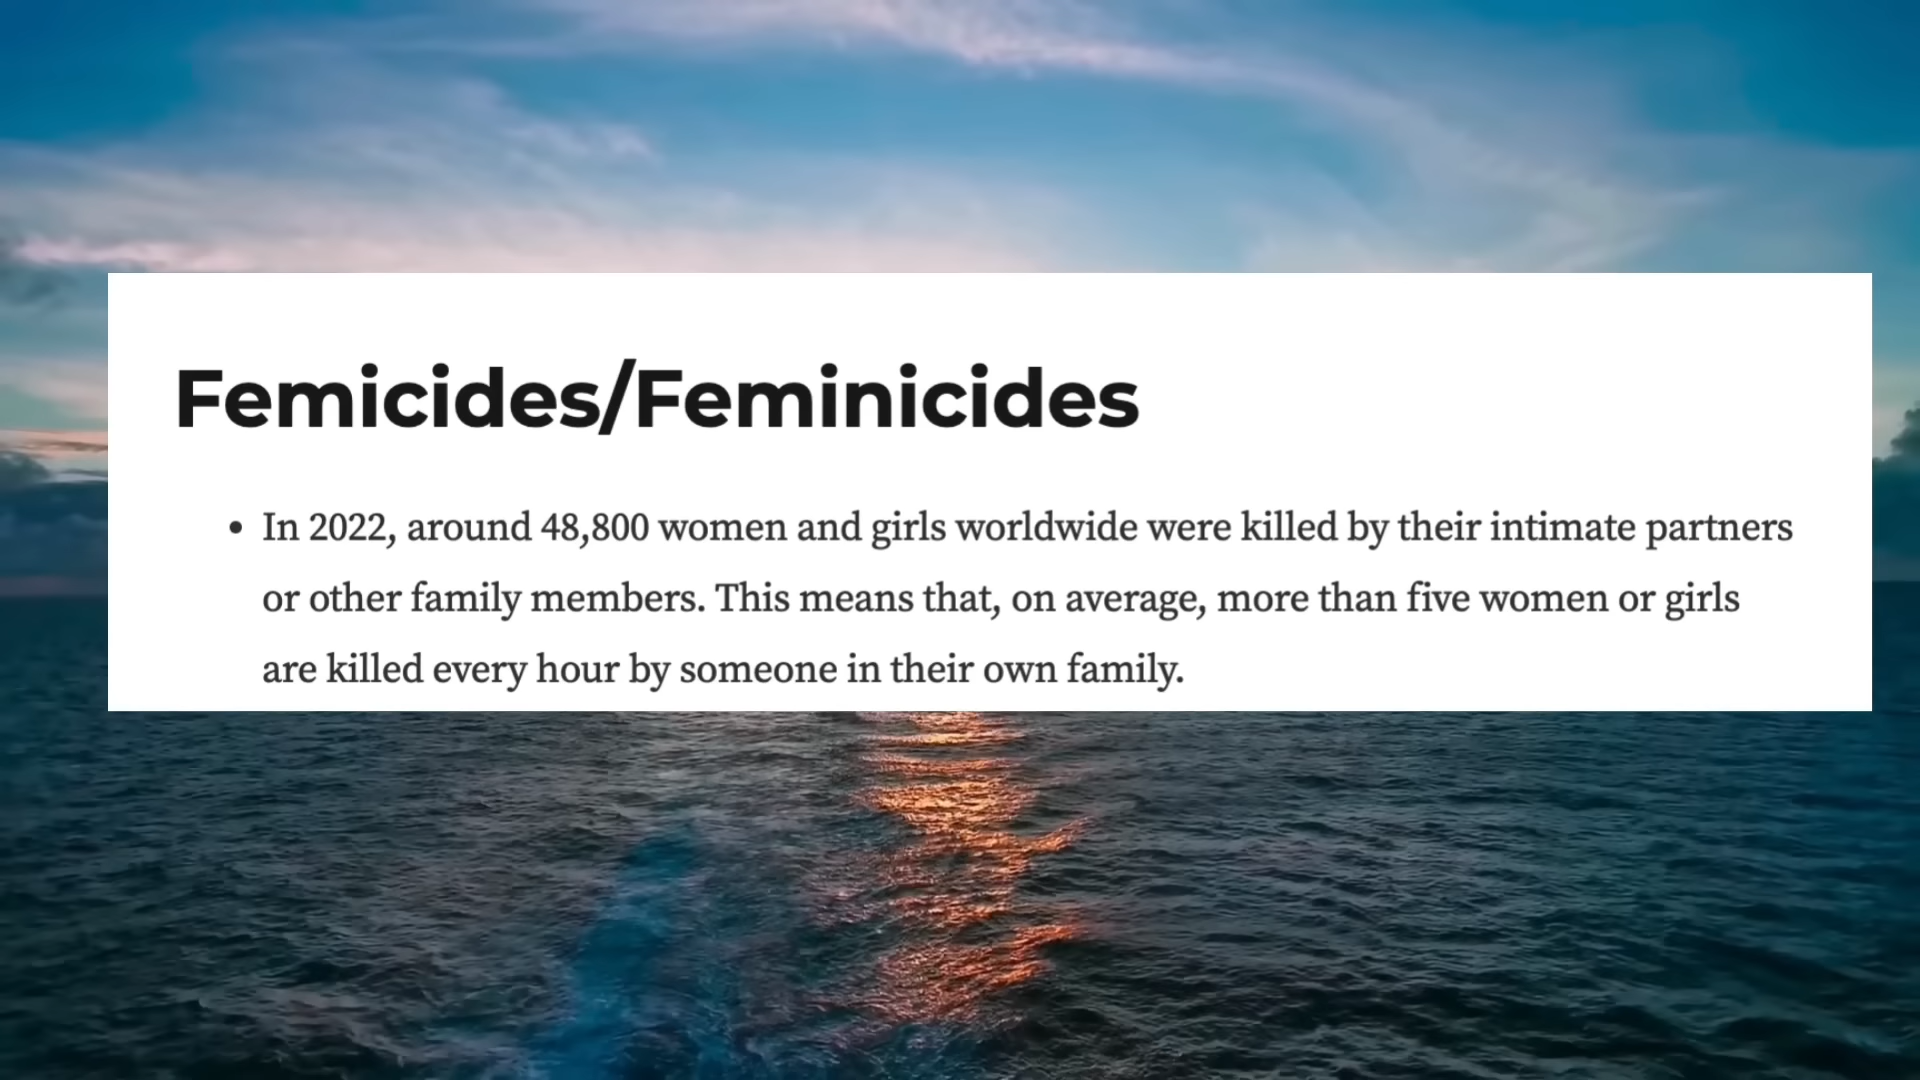 Femicides/Feminicides
• In 2022, around 48,800 women and girls worldwide were killed by their intimate partners
or other family members. This means that, on average, more than five women or girls
are killed every hour by someone in their own family.